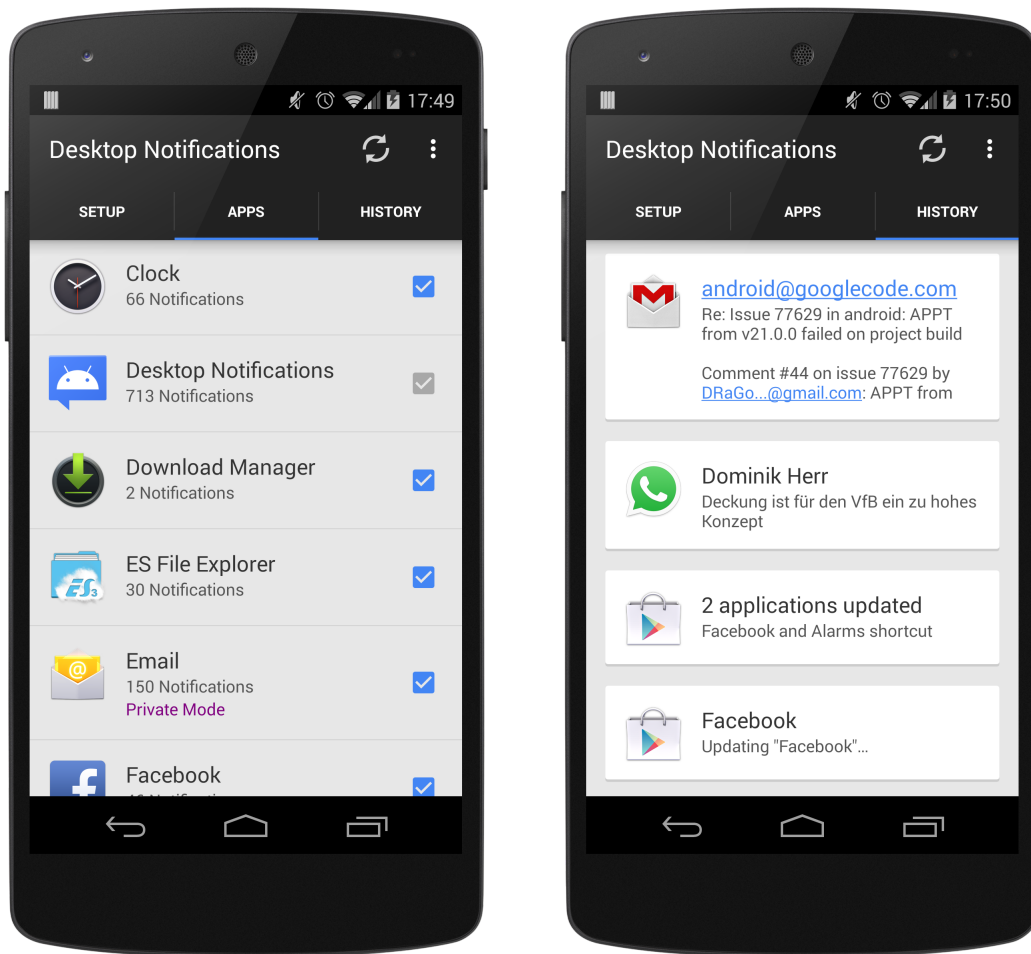 17:49
Desktop Notifications
SETUP APPS HISTORY
Clock
66 Notifications
Desktop Notifications
713 Notifications
Download Manager
2 Notifications
ES3
ES File Explorer
30 Notifications
@
Email
150 Notifications
Private Mode
f
Facebook
17:50
Desktop Notifications
SETUP APPS HISTORY
M
android@googlecode.com
Re: Issue 77629 in android: APPT
from v21.0.0 failed on project build
Comment #44 on issue 77629 by
DRaGo...@gmail.com: APPT from
Dominik Herr
Deckung ist für den VfB ein zu hohes
Konzept
2 applications updated
Facebook and Alarms shortcut
Facebook
Updating "Facebook"…